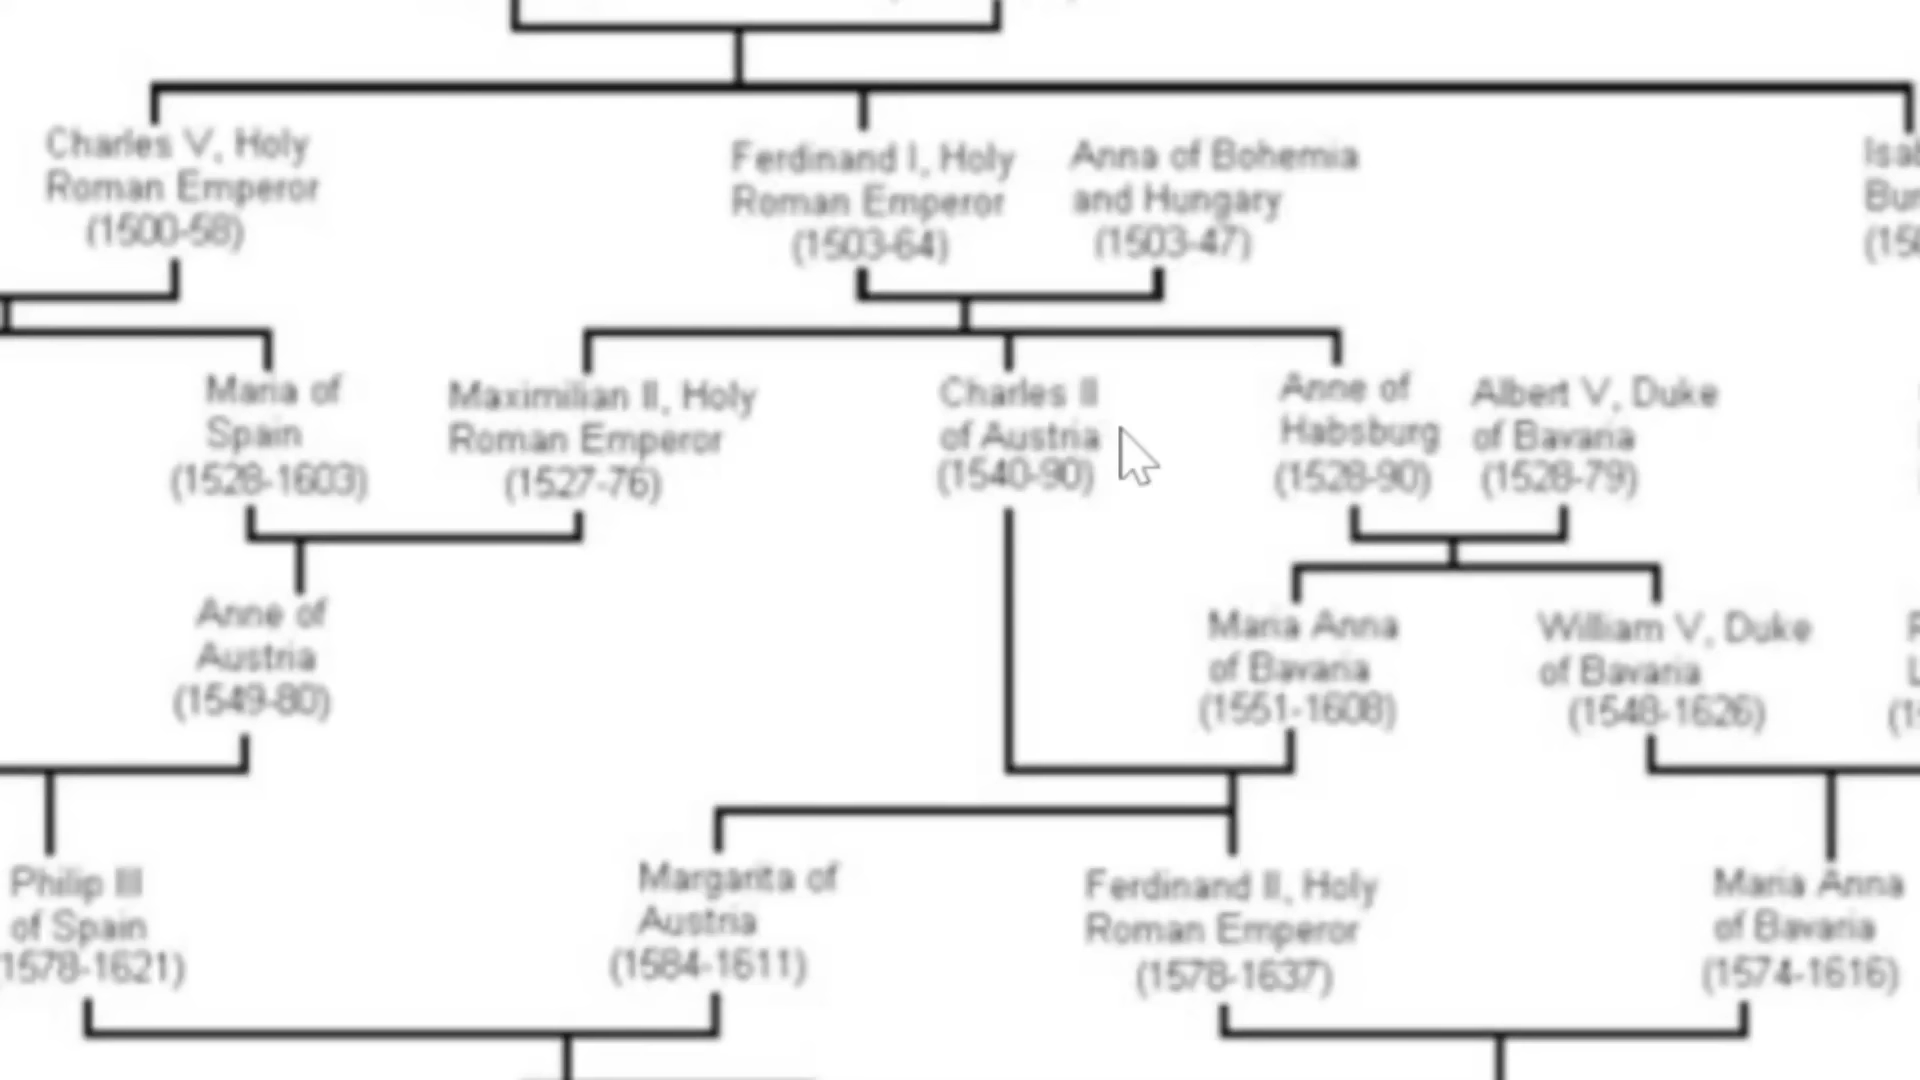 Charles V, Holy
Roman Emperor
(1500-58)
Ferdinand I, Holy
Roman Emperor
(1503-64)
Anna of Bohemia
and Hungary
(1503-47)
Maria of
Spain
(1528-1603)
Maximilian II, Holy
Roman Emperor
(1527-76)
Charles II
of Austria
(1540-90)
Anne of
Habsburg
(1528-90)
Albert V, Duke
of Bavaria
(1528-79)
Anne of
Austria
(1549-80)
Maria Anna
of Bavaria
(1551-1608)
William V, Duke
of Bavaria
(1548-1626)
Philip III
of Spain
1578-1621)
Margarita of
Austria
(1584-1611)
Ferdinand II, Holy
Roman Emperor
(1578-1637)
Maria Anna
of Bavaria
(1574-1616)